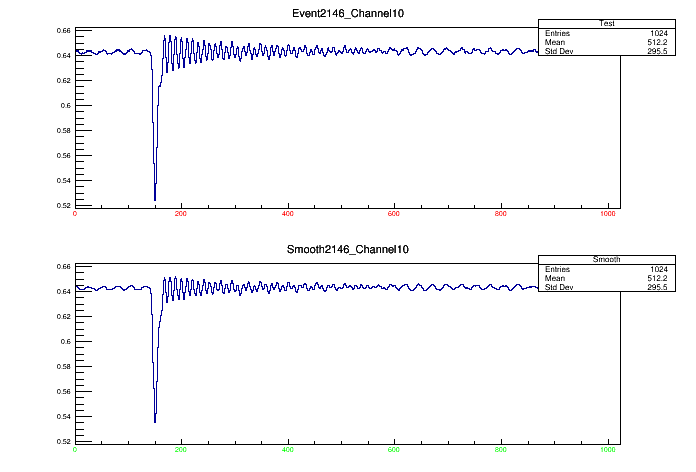 Event2146_Channel10
Test
Entries 1024
Mean 512.2
Std Dev 295.5
0.66
0.64
0.62
0.6
0.58
0.56
0.54
0.52
0 200 400 600 800 1000
Smooth2146_Channel10
Smooth
Entries 1024
Mean 512.2
Std Dev 295.5
0.66
0.64
0.62
0.6
0.58
0.56
0.54
0.52
0 200 400 600 800 1000